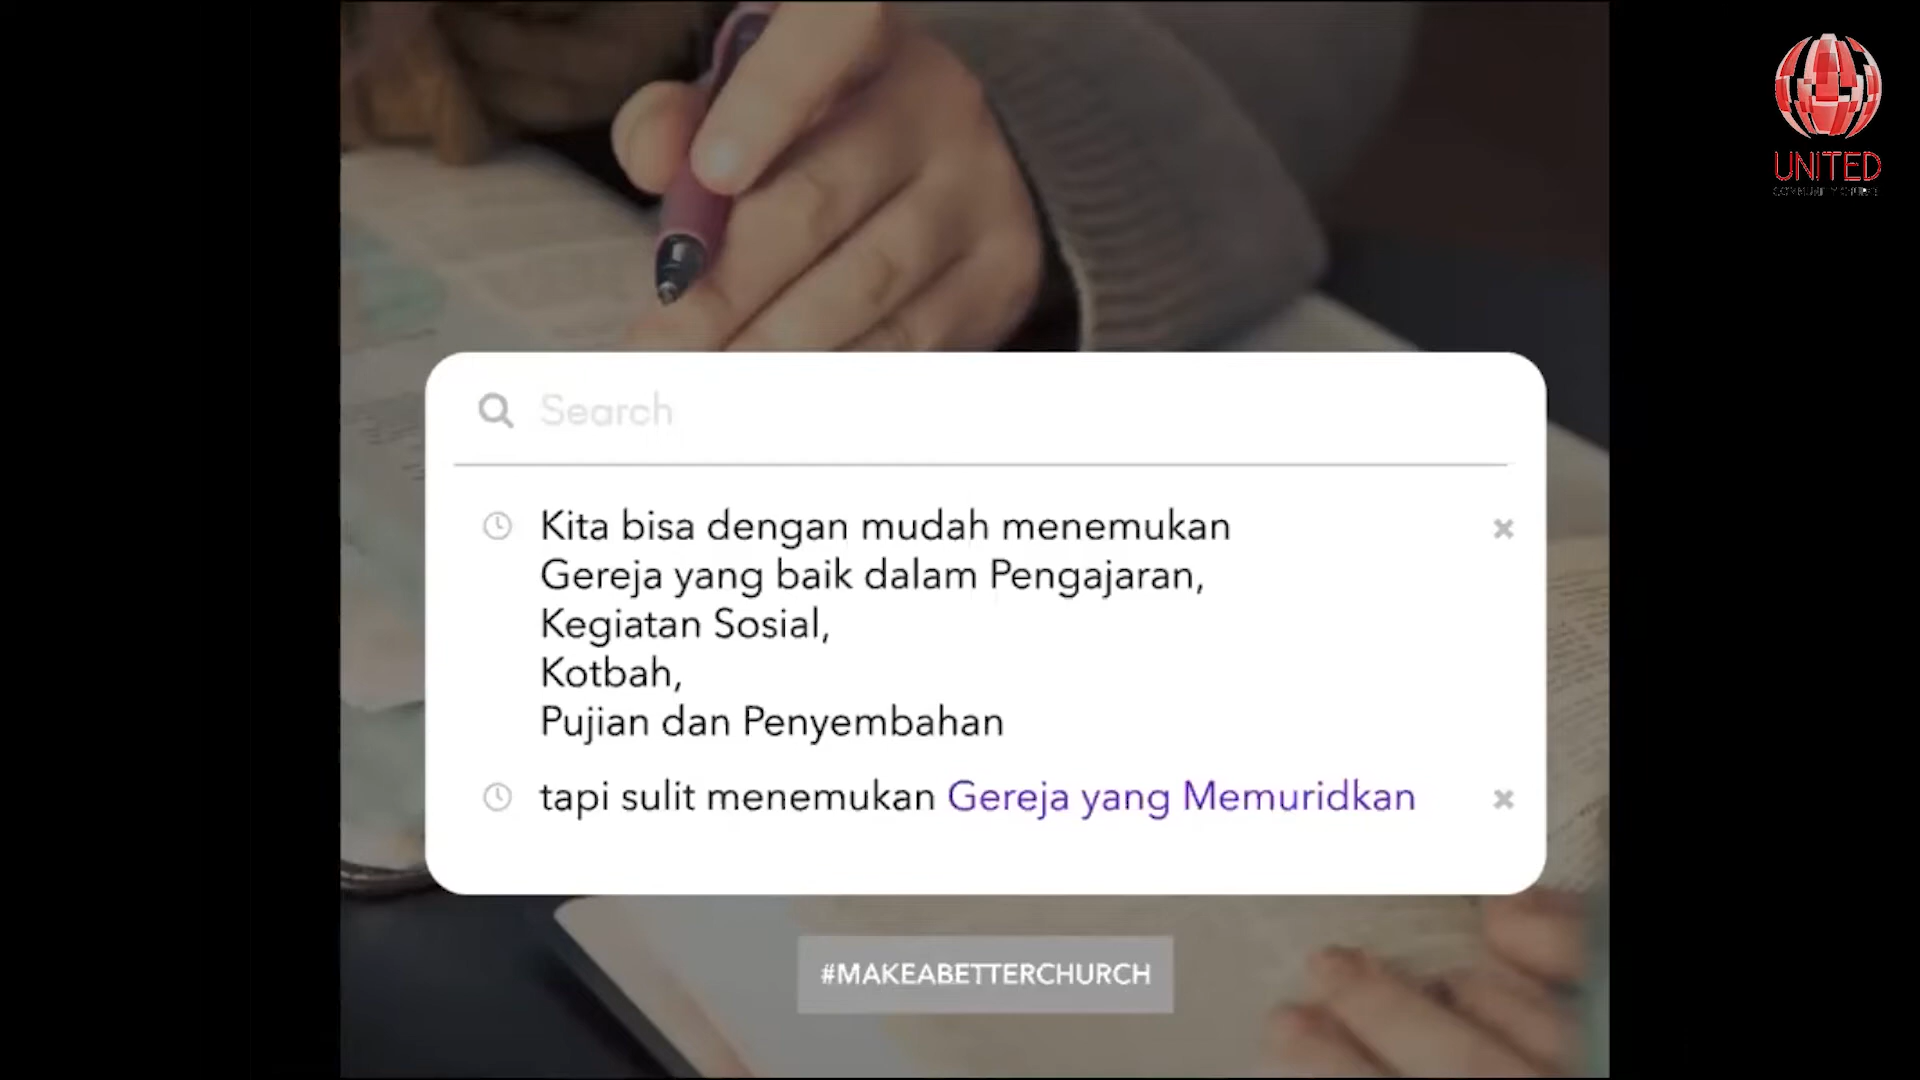 UNITED
Search
Kita bisa dengan mudah menemukan
Gereja yang baik dalam Pengajaran,
Kegiatan Sosial,
Kotbah,
Pujian dan Penyembahan
tapi sulit menemukan Gereja yang Memuridkan
#MAKEABETTERCHURCH